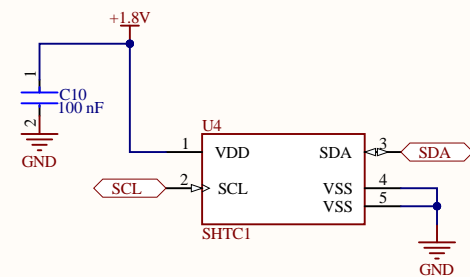 +1.8V
1
C10
100 nF
2
GND
U4
1
VDD
SDA
3
SDA
SCL
2
SCL
VSS
4
VSS
5
SHTC1
GND